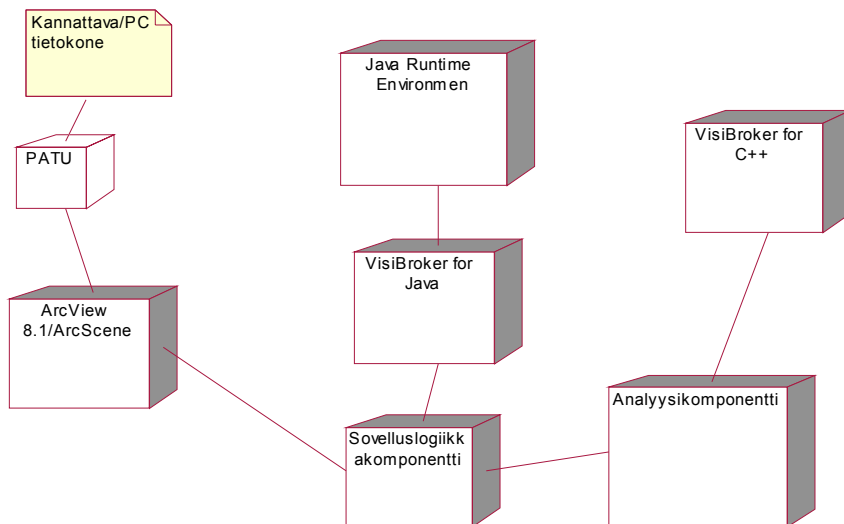 Kannattava/PC
tietokone
PATU
ArcView
8.1/ArcScene
Java Runtime
Environmen
VisiBroker for
Java
Sovelluslogiikk
akomponentti
VisiBroker for
C++
Analyysikomponentti